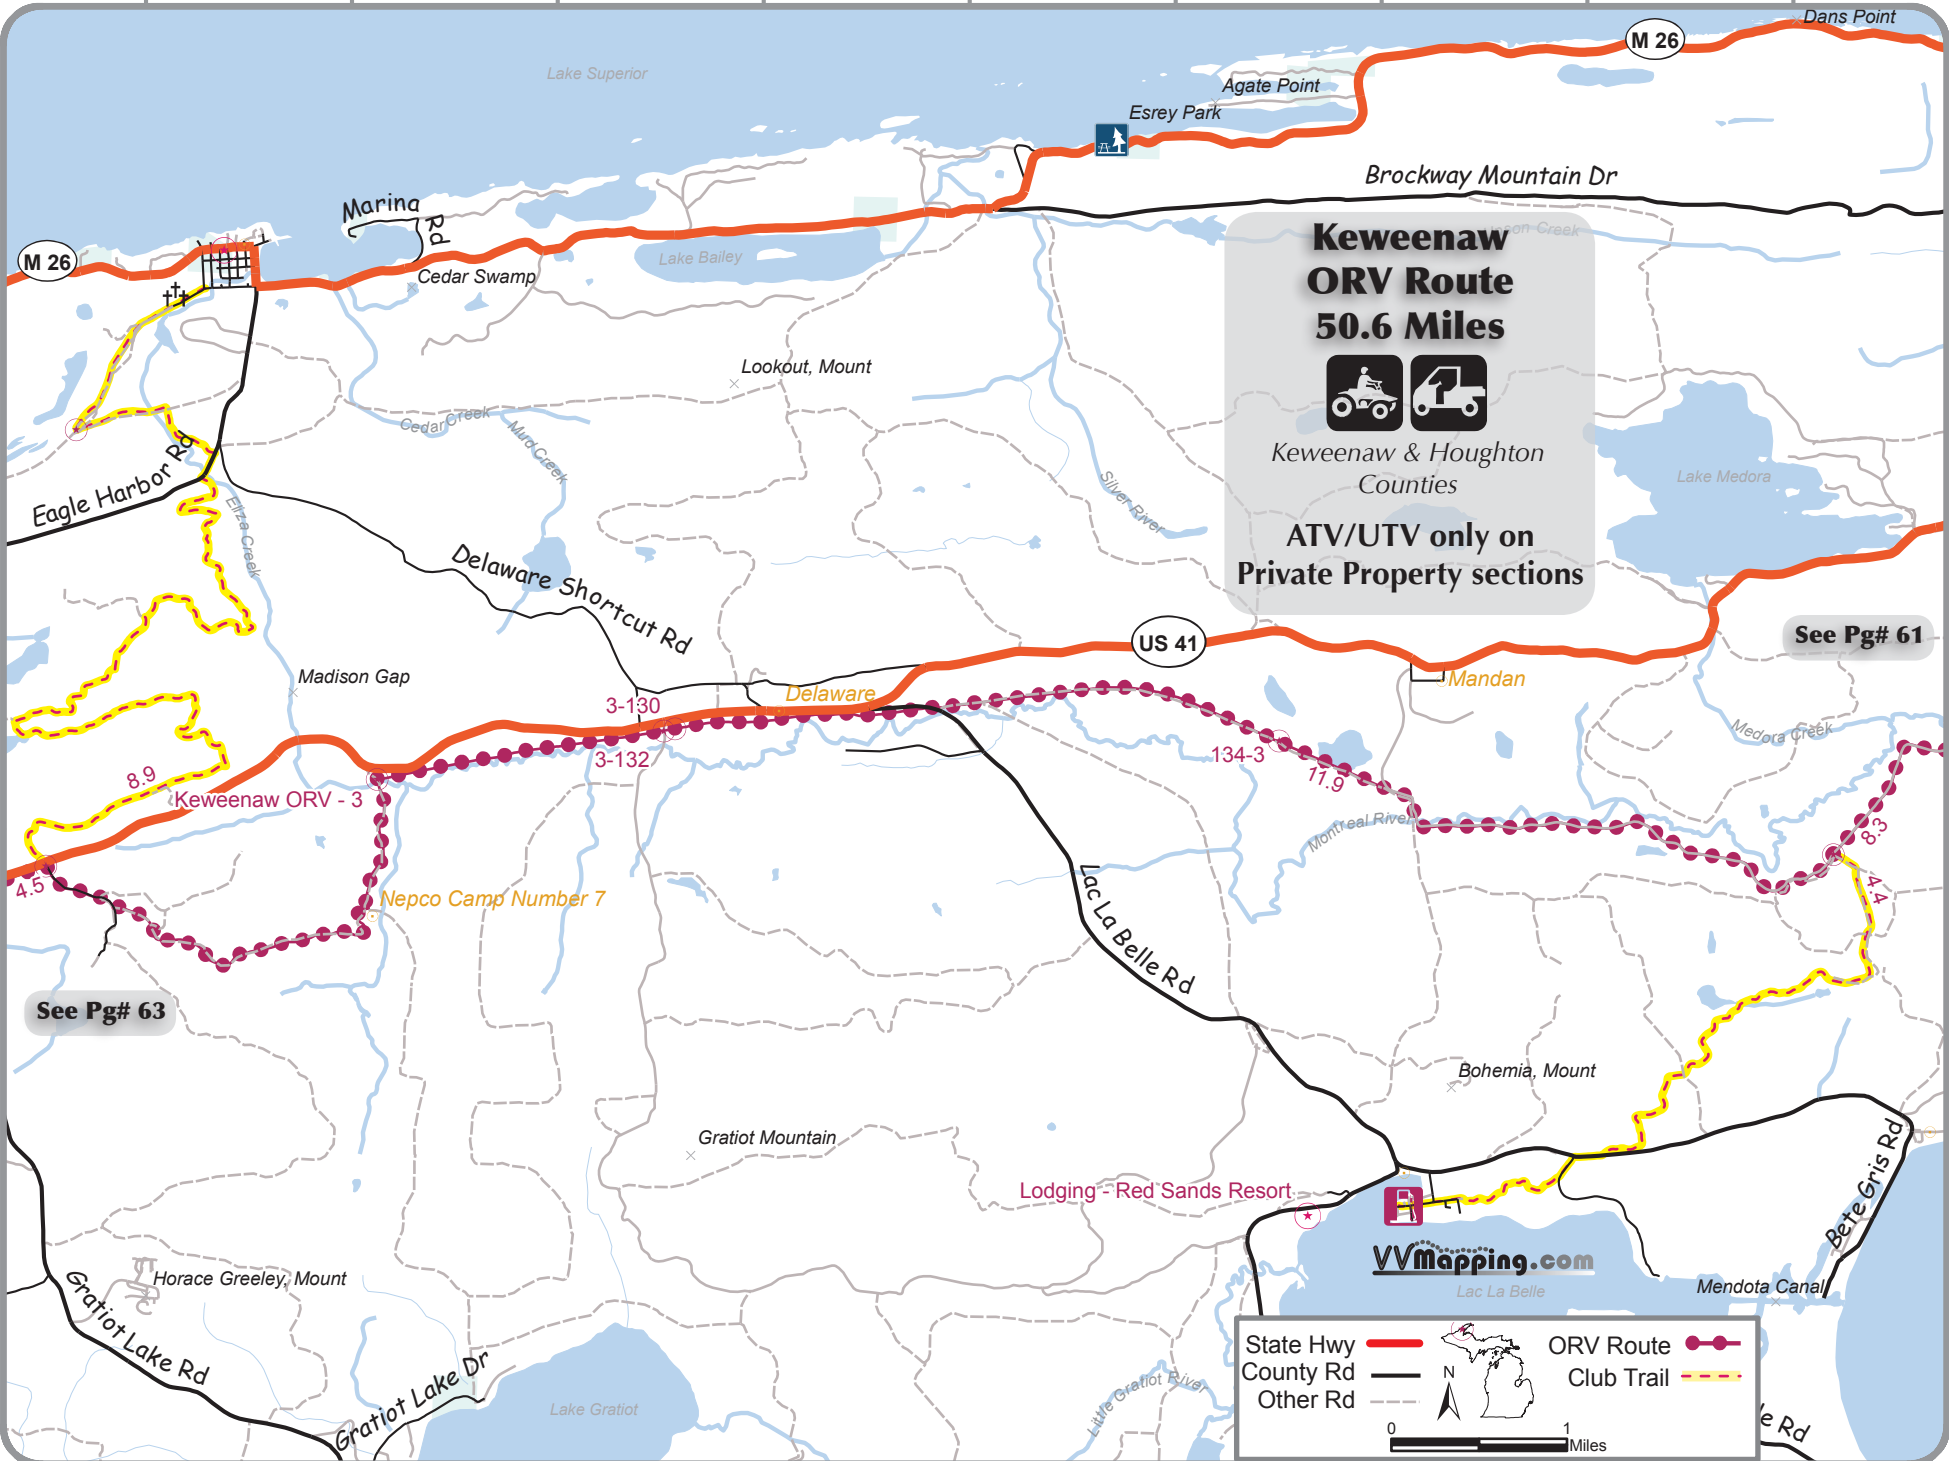 Dans Point
M 26
Lake Superior
Agate Point
Esrey Park
Brockway Mountain Dr
Marina Rd
M 26
Cedar Swamp
Lake Bailey
Keweenaw
ORV Route
50.6 Miles
Keweenaw & Houghton
Counties
ATV/UTV only on
Private Property sections
Lookout, Mount
Cedar Creek
Mud Creek
Silver River
Lake Medora
Eagle Harbor Rd
Eliza Creek
Delaware Shortcut Rd
US 41
See Pg# 61
Madison Gap
Mandan
Delaware
3-130
3-132
134-3
11.9
Medora Creek
8.9
Keweenaw ORV - 3
Montreal River
8.3
4.5
4.4
Nepco Camp Number 7
Lac La Belle Rd
See Pg# 63
Bohemia, Mount
Gratiot Mountain
Lodging - Red Sands Resort
Bete Gris Rd
VVMapping.com
Horace Greeley, Mount
Lac La Belle
Mendota Canal
Gratiot Lake Rd
Gratiot Lake Dr
Lake Gratiot
Little Gratiot River
State Hwy
County Rd
Other Rd
N
ORV Route
Club Trail
0 1
Miles
le Rd